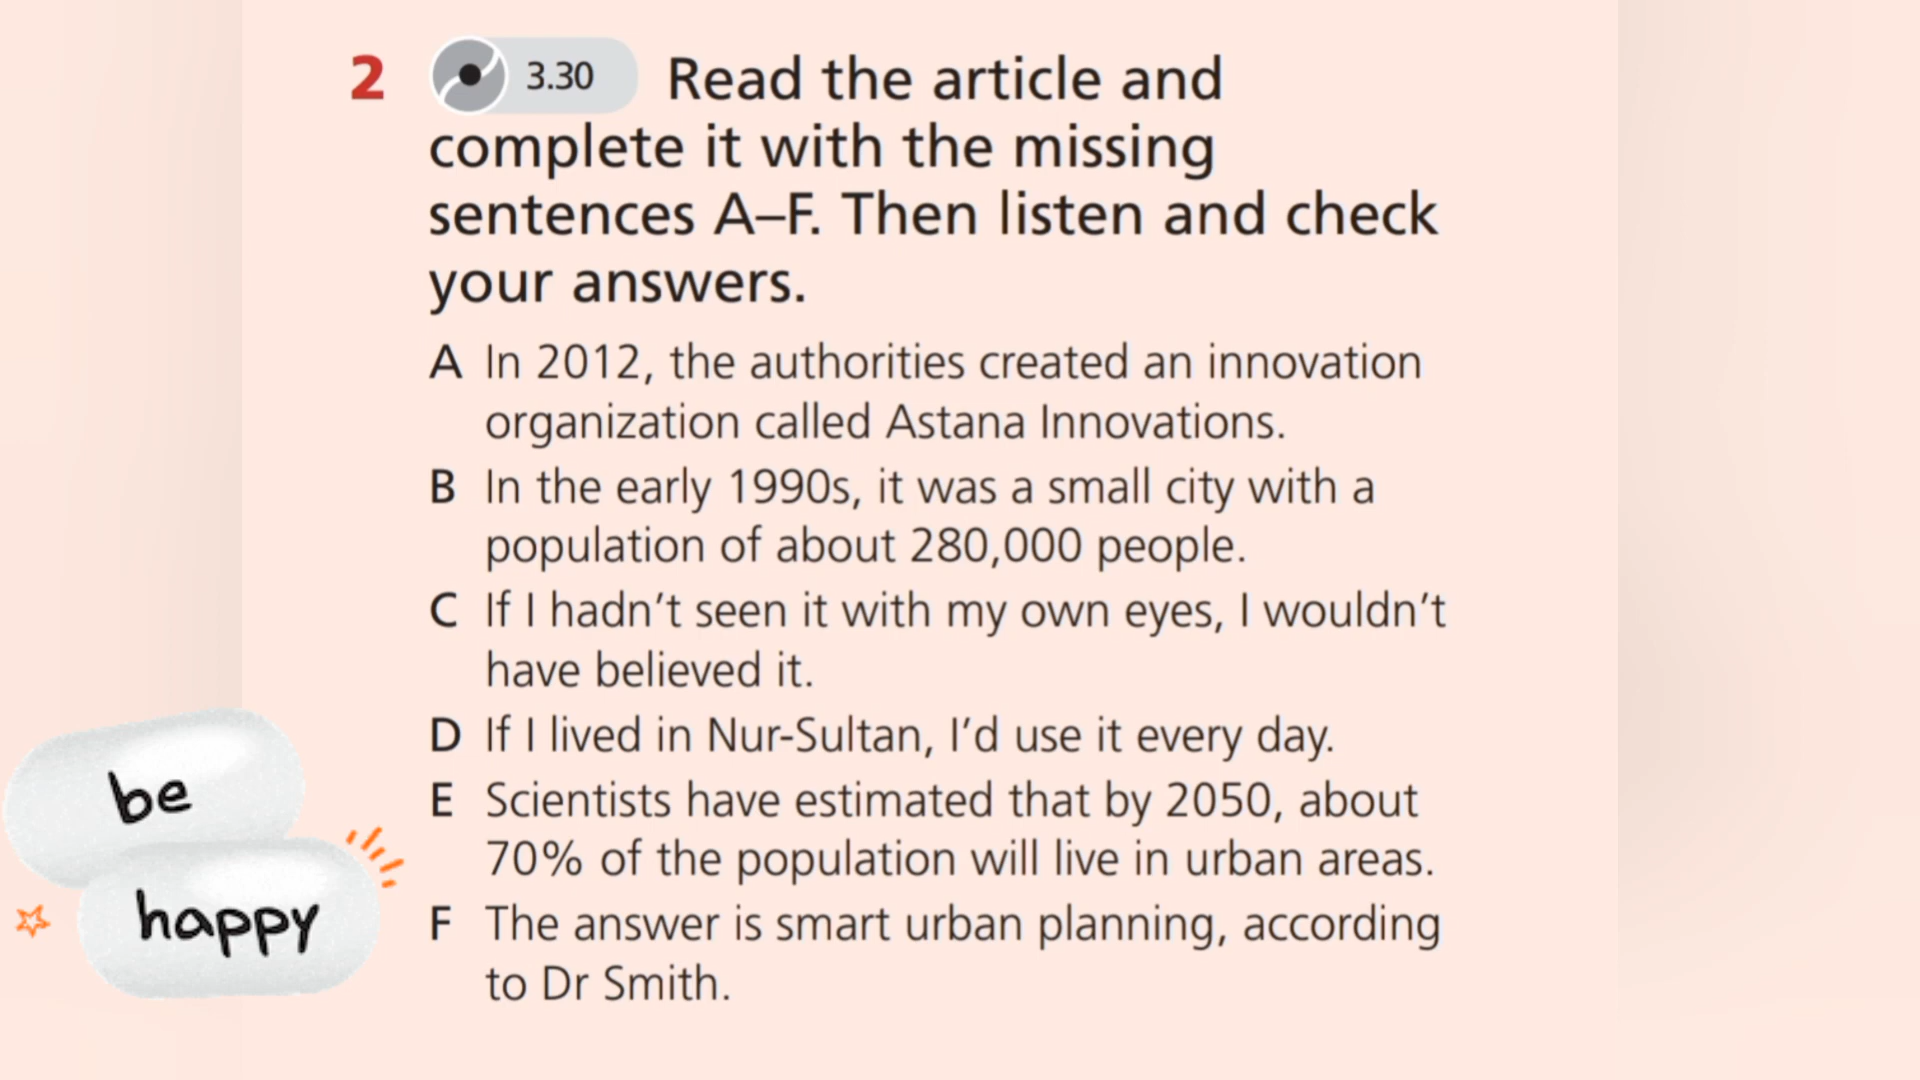 2 3.30 Read the article and
complete it with the missing
sentences A–F. Then listen and check
your answers.
A In 2012, the authorities created an innovation
organization called Astana Innovations.
B In the early 1990s, it was a small city with a
population of about 280,000 people.
C If I hadn’t seen it with my own eyes, I wouldn’t
have believed it.
D If I lived in Nur-Sultan, I’d use it every day.
E Scientists have estimated that by 2050, about
70% of the population will live in urban areas.
F The answer is smart urban planning, according
to Dr Smith.
be
happy